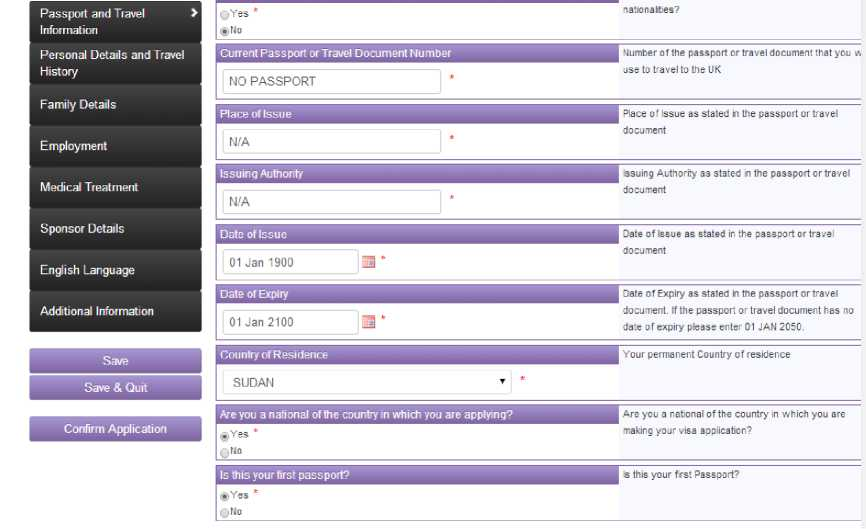 Passport and Travel
Information
Personal Details and Travel
History
Family Details
Employment
Medical Treatment
Sponsor Details
English Language
Additional Information
Save
Save & Quit
Confirm Application
Yes *
No
nationalities?
Current Passport or Travel Document Number
NO PASSPORT *
Number of the passport or travel document that you w
use to travel to the UK
Place of Issue
N/A *
Place of Issue as stated in the passport or travel
document
Issuing Authority
N/A *
Issuing Authority as stated in the passport or travel
document
Date of Issue
01 Jan 1900 *
Date of Issue as stated in the passport or travel
document
Date of Expiry
01 Jan 2100 *
Date of Expiry as stated in the passport or travel
document. If the passport or travel document has no
date of expiry please enter 01 JAN 2050.
Country of Residence
SUDAN *
Your permanent Country of residence
Are you a national of the country in which you are applying?
Yes *
No
Are you a national of the country in which you are
making your visa application?
Is this your first passport?
Yes *
No
Is this your first Passport?